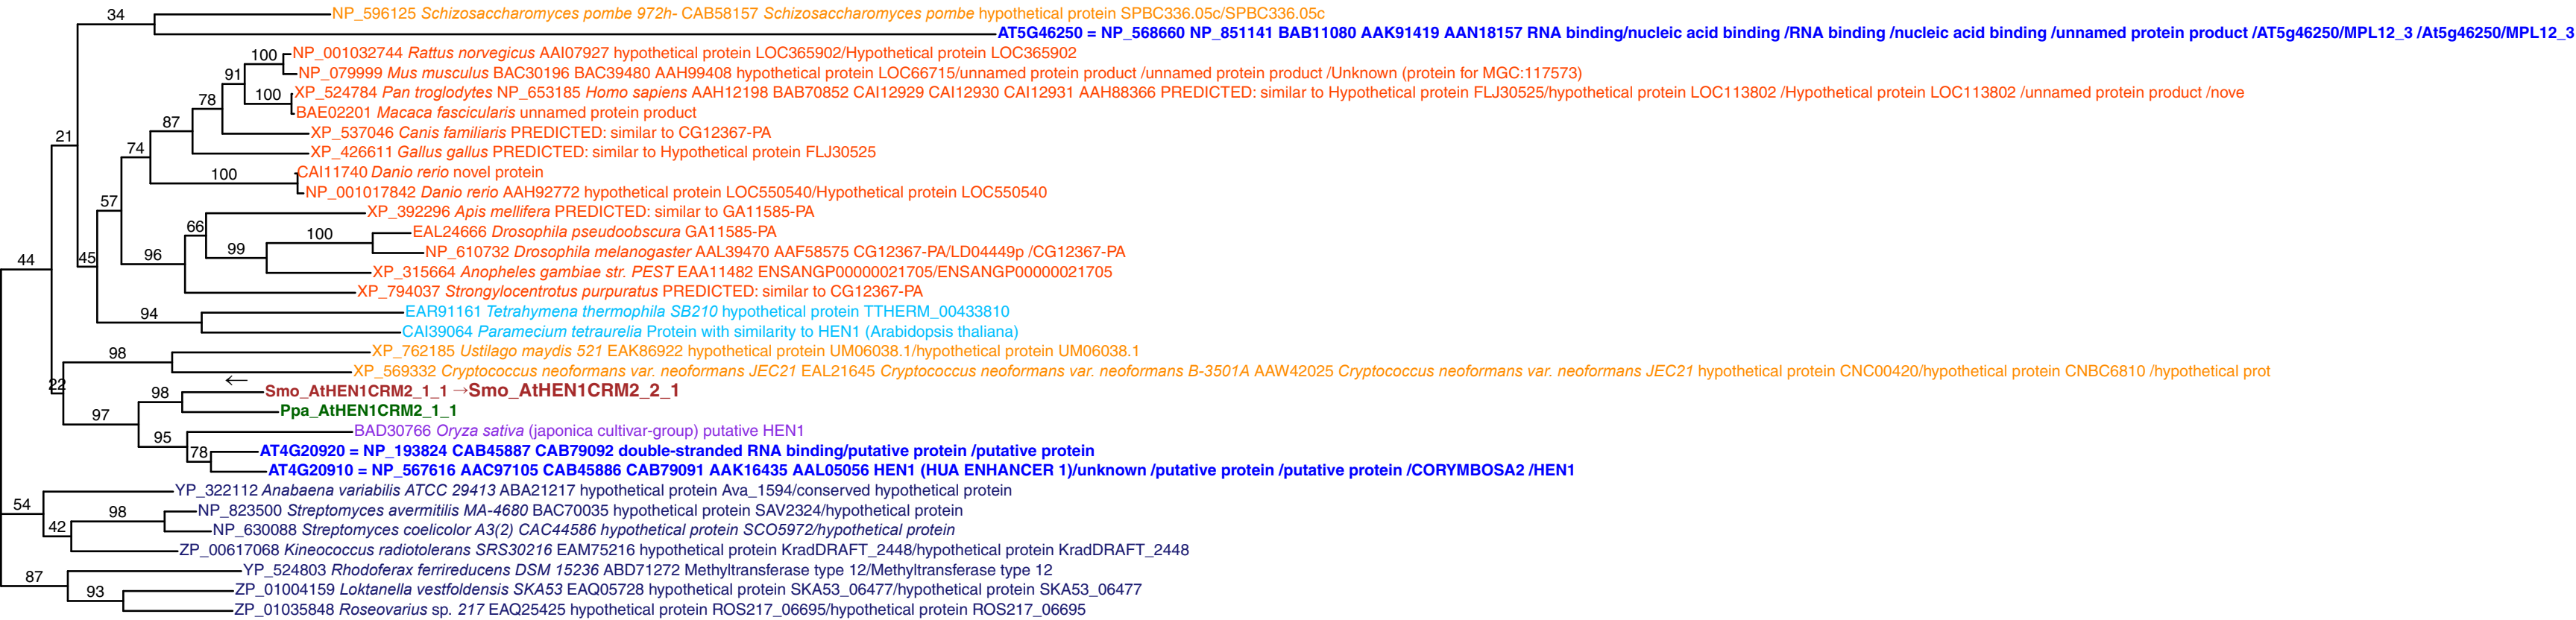 34
NP_596125 Schizosaccharomyces pombe 972h- CAB58157 Schizosaccharomyces pombe hypothetical protein SPBC336.05c/SPBC336.05c
AT5G46250 = NP_568660 NP_851141 BAB11080 AAK91419 AAN18157 RNA binding/nucleic acid binding /RNA binding /nucleic acid binding /unnamed protein product /AT5g46250/MPL12_3 /At5g46250/MPL12_3
100 NP_001032744 Rattus norvegicus AAI07927 hypothetical protein LOC365902/Hypothetical protein LOC365902
91 NP_079999 Mus musculus BAC30196 BAC39480 AAH99408 hypothetical protein LOC66715/unnamed protein product /unnamed protein product /Unknown (protein for MGC:117573)
78 100 XP_524784 Pan troglodytes NP_653185 Homo sapiens AAH12198 BAB70852 CAI12929 CAI12930 CAI12931 AAH88366 PREDICTED: similar to Hypothetical protein FLJ30525/hypothetical protein LOC113802 /Hypothetical protein LOC113802 /unnamed protein product /nove
BAE02201 Macaca fascicularis unnamed protein product
87
21 XP_537046 Canis familiaris PREDICTED: similar to CG12367-PA
74 XP_426611 Gallus gallus PREDICTED: similar to Hypothetical protein FLJ30525
100 CAI11740 Danio rerio novel protein
NP_001017842 Danio rerio AAH92772 hypothetical protein LOC550540/Hypothetical protein LOC550540
57
XP_392296 Apis mellifera PREDICTED: similar to GA11585-PA
66 100 EAL24666 Drosophila pseudoobscura GA11585-PA
44 45 96 99 NP_610732 Drosophila melanogaster AAL39470 AAF58575 CG12367-PA/LD04449p /CG12367-PA
XP_315664 Anopheles gambiae str. PEST EAA11482 ENSANGP00000021705/ENSANGP00000021705
XP_794037 Strongylocentrotus purpuratus PREDICTED: similar to CG12367-PA
94 EAR91161 Tetrahymena thermophila SB210 hypothetical protein TTHERM_00433810
CAI39064 Paramecium tetraurelia Protein with similarity to HEN1 (Arabidopsis thaliana)
98 XP_762185 Ustilago maydis 521 EAK86922 hypothetical protein UM06038.1/hypothetical protein UM06038.1
XP_569332 Cryptococcus neoformans var. neoformans JEC21 EAL21645 Cryptococcus neoformans var. neoformans B-3501A AAW42025 Cryptococcus neoformans var. neoformans JEC21 hypothetical protein CNC00420/hypothetical protein CNBC6810 /hypothetical prot
22 ←
98 Smo_AtHEN1CRM2_1_1 →Smo_AtHEN1CRM2_2_1
97 Ppa_AtHEN1CRM2_1_1
95 BAD30766 Oryza sativa (japonica cultivar-group) putative HEN1
78 AT4G20920 = NP_193824 CAB45887 CAB79092 double-stranded RNA binding/putative protein /putative protein
AT4G20910 = NP_567616 AAC97105 CAB45886 CAB79091 AAK16435 AAL05056 HEN1 (HUA ENHANCER 1)/unknown /putative protein /putative protein /CORYMBOSA2 /HEN1
YP_322112 Anabaena variabilis ATCC 29413 ABA21217 hypothetical protein Ava_1594/conserved hypothetical protein
54 98 NP_823500 Streptomyces avermitilis MA-4680 BAC70035 hypothetical protein SAV2324/hypothetical protein
42 NP_630088 Streptomyces coelicolor A3(2) CAC44586 hypothetical protein SCO5972/hypothetical protein
ZP_00617068 Kineococcus radiotolerans SRS30216 EAM75216 hypothetical protein KradDRAFT_2448/hypothetical protein KradDRAFT_2448
87 YP_524803 Rhodoferax ferrireducens DSM 15236 ABD71272 Methyltransferase type 12/Methyltransferase type 12
93 ZP_01004159 Loktanella vestfoldensis SKA53 EAQ05728 hypothetical protein SKA53_06477/hypothetical protein SKA53_06477
ZP_01035848 Roseovarius sp. 217 EAQ25425 hypothetical protein ROS217_06695/hypothetical protein ROS217_06695